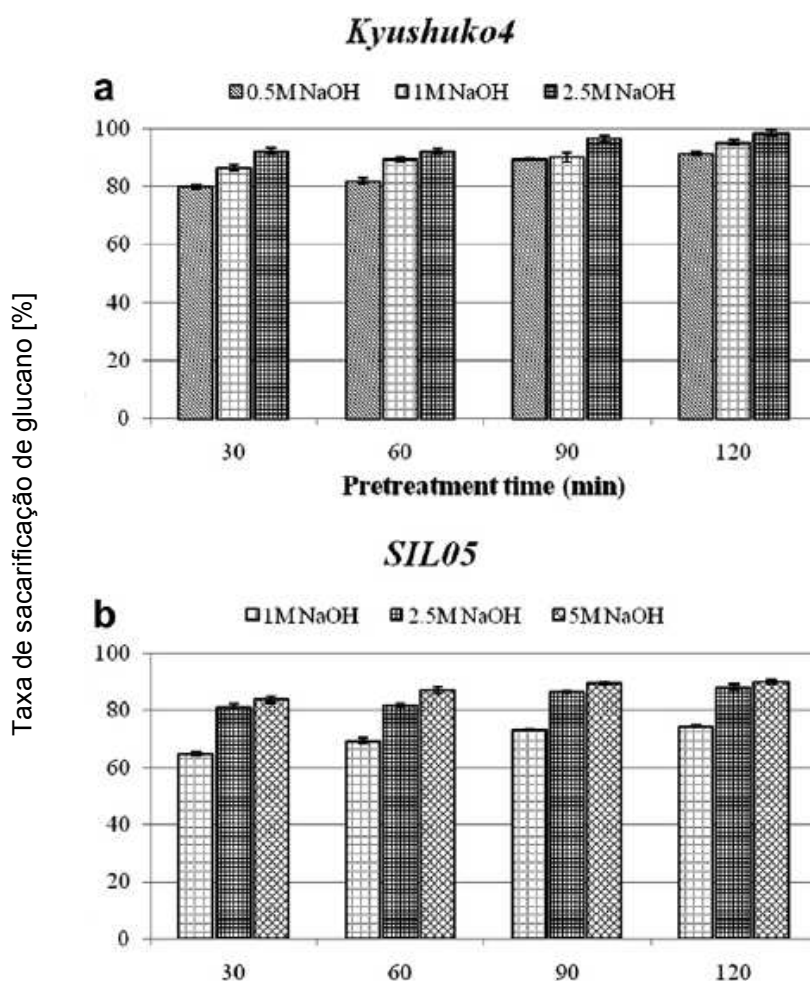 Kyushuko4
a
0.5M NaOH 1M NaOH 2.5M NaOH
100
80
60
40
20
0
30 60 90 120
Pretreatment time (min)
Taxa de sacarificação de glucano [%]
SIL05
b
1M NaOH 2.5M NaOH 5M NaOH
100
80
60
40
20
0
30 60 90 120